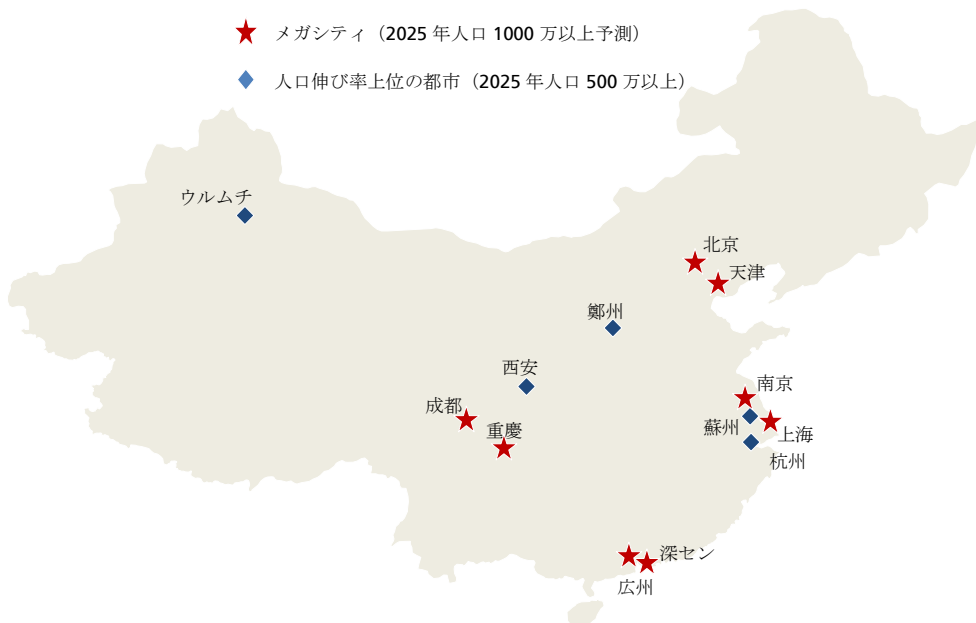 メガシティ（2025 年人口 1000 万以上予測）
人口伸び率上位の都市（2025 年人口 500 万以上）
ウルムチ
北京
天津
鄭州
西安
南京
成都
蘇州
上海
重慶
杭州
深セン
広州